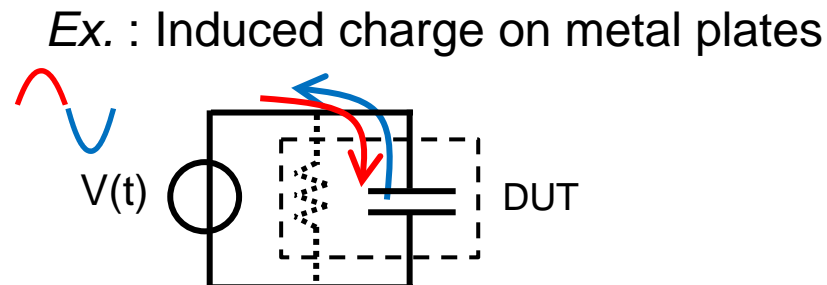 Ex. : Induced charge on metal plates
V(t)
DUT